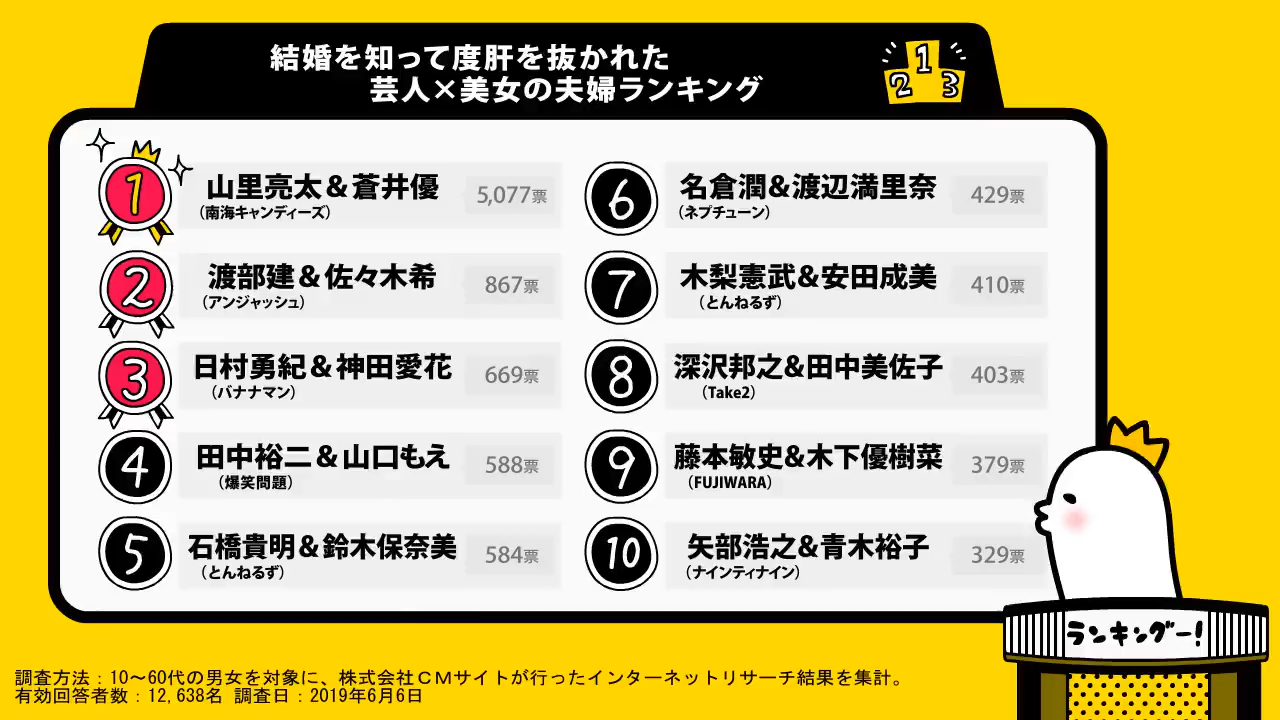 結婚を知って度肝を抜かれた
芸人×美女の夫婦ランキング
1
2
3
1
山里亮太&蒼井優
(南海キャンディーズ)
5,077票
2
渡部建&佐々木希
(アンジャッシュ)
867票
3
日村勇紀&神田愛花
(バナナマン)
669票
4
田中裕二&山口もえ
(爆笑問題)
588票
5
石橋貴明&鈴木保奈美
(とんねるず)
584票
6
名倉潤&渡辺満里奈
(ネプチューン)
429票
7
木梨憲武&安田成美
(とんねるず)
410票
8
深沢邦之&田中美佐子
(Take2)
403票
9
藤本敏史&木下優樹菜
(FUJIWARA)
379票
10
矢部浩之&青木裕子
(ナインティナイン)
329票
ランキングー!
調査方法:10〜60代の男女を対象に、株式会社CMサイトが行ったインターネットリサーチ結果を集計。
有効回答者数:12,638名 調査日:2019年6月6日